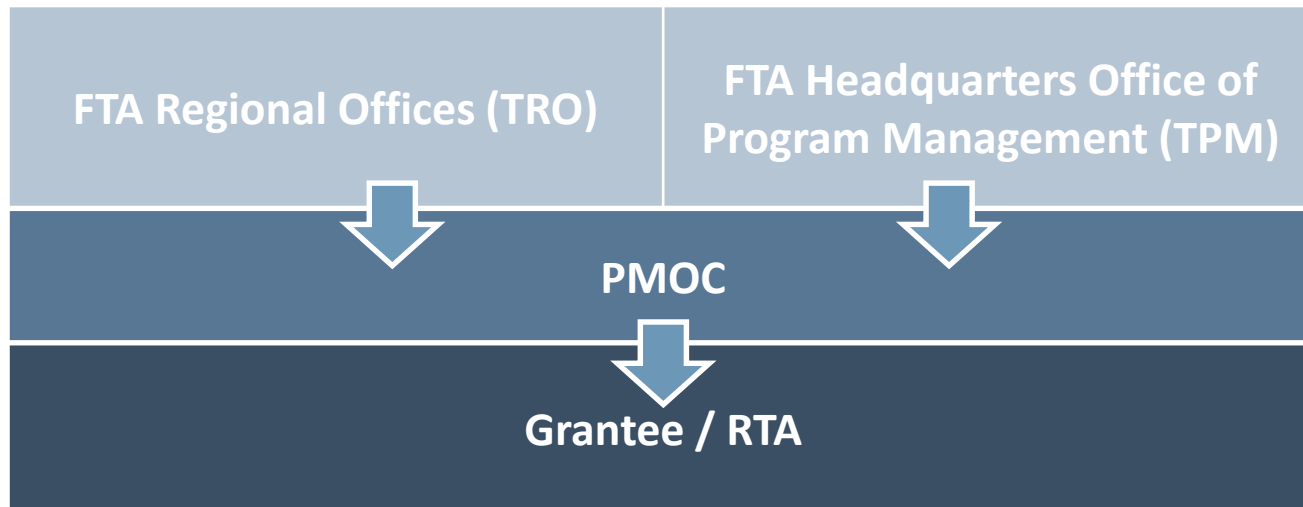 FTA Regional Offices (TRO)
FTA Headquarters Office of
Program Management (TPM)
PMOC
Grantee / RTA